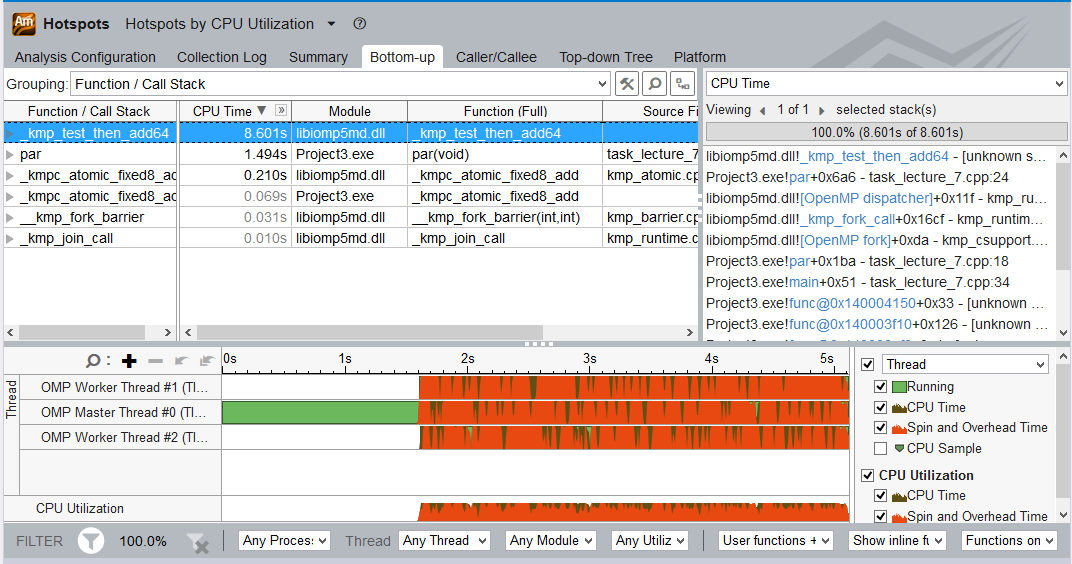 Am Hotspots Hotspots by CPU Utilization
Analysis Configuration Collection Log Summary Bottom-up Caller/Callee Top-down Tree Platform
Grouping: Function / Call Stack
CPU Time
Function / Call Stack CPU Time Module Function (Full) Source Fi
Viewing 1 of 1 selected stack(s)
_kmp_test_then_add64 8.601s libiomp5md.dll _kmp_test_then_add64
100.0% (8.601s of 8.601s)
par 1.494s Project3.exe par(void) task_lecture_7
_kmpc_atomic_fixed8_ad 0.210s libiomp5md.dll _kmpc_atomic_fixed8_add kmp_atomic.cp
_kmpc_atomic_fixed8_ad 0.069s Project3.exe _kmpc_atomic_fixed8_add
__kmp_fork_barrier 0.031s libiomp5md.dll __kmp_fork_barrier(int,int) kmp_barrier.cp
_kmp_join_call 0.010s libiomp5md.dll _kmp_join_call kmp_runtime.c
libiomp5md.dll!_kmp_test_then_add64 - [unknown s...
Project3.exe!par+0x6a6 - task_lecture_7.cpp:24
libiomp5md.dll![OpenMP dispatcher]+0x11f - kmp_ru...
libiomp5md.dll!_kmp_fork_call+0x16cf - kmp_runtim...
libiomp5md.dll![OpenMP fork]+0xda - kmp_csupport....
Project3.exe!par+0x1ba - task_lecture_7.cpp:18
Project3.exe!main+0x51 - task_lecture_7.cpp:34
Project3.exe!func@0x140004150+0x33 - [unknown ...
Project3.exe!func@0x140003f10+0x126 - [unknown ...
0s 1s 2s 3s 4s 5s
Thread
OMP Worker Thread #1 (TI...
OMP Master Thread #0 (TI...
OMP Worker Thread #2 (TI...
CPU Utilization
Thread
Running
CPU Time
Spin and Overhead Time
CPU Sample
CPU Utilization
CPU Time
Spin and Overhead Time
FILTER 100.0% Any Proces Thread Any Thread Any Module Any Utiliz User functions + Show inline fu Functions on